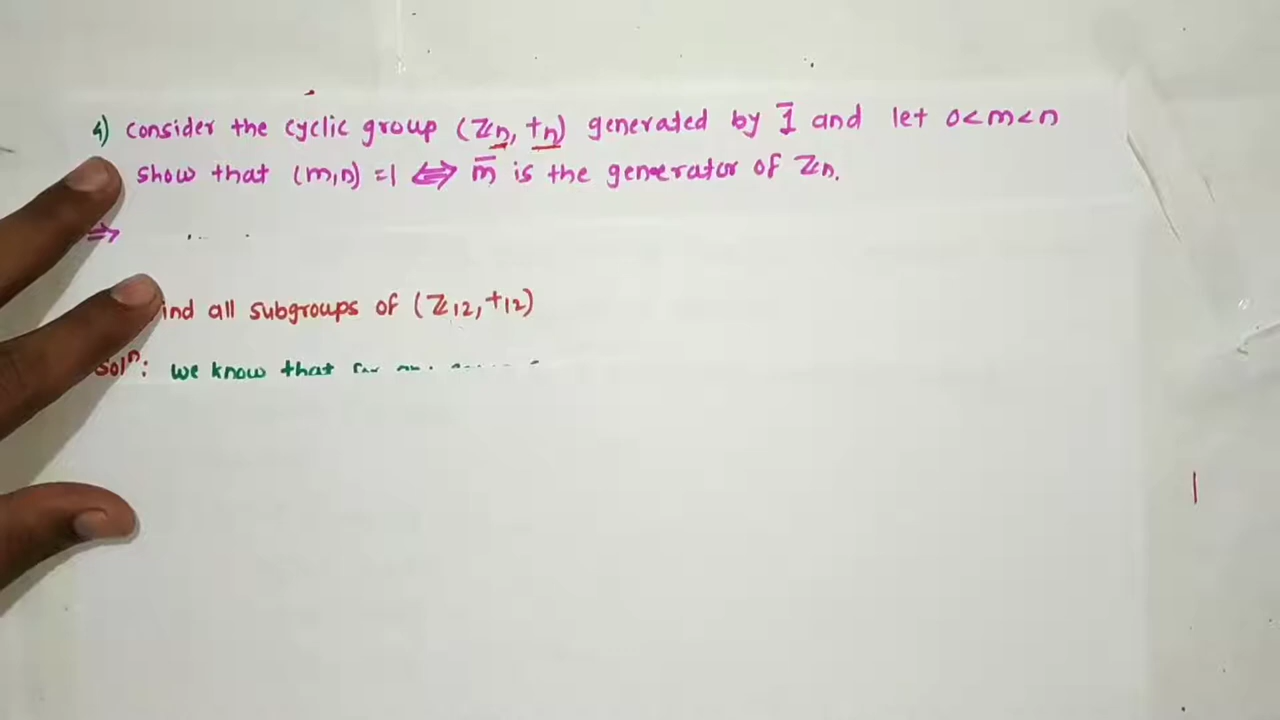 4) consider the cyclic group (Zn, +n) generated by 1̄ and let 0<m<n
show that (m,n) =1 ⇔ m̄ is the generator of Zn.
⇒
ind all subgroups of (Z12, +12)
Solⁿ: we know that